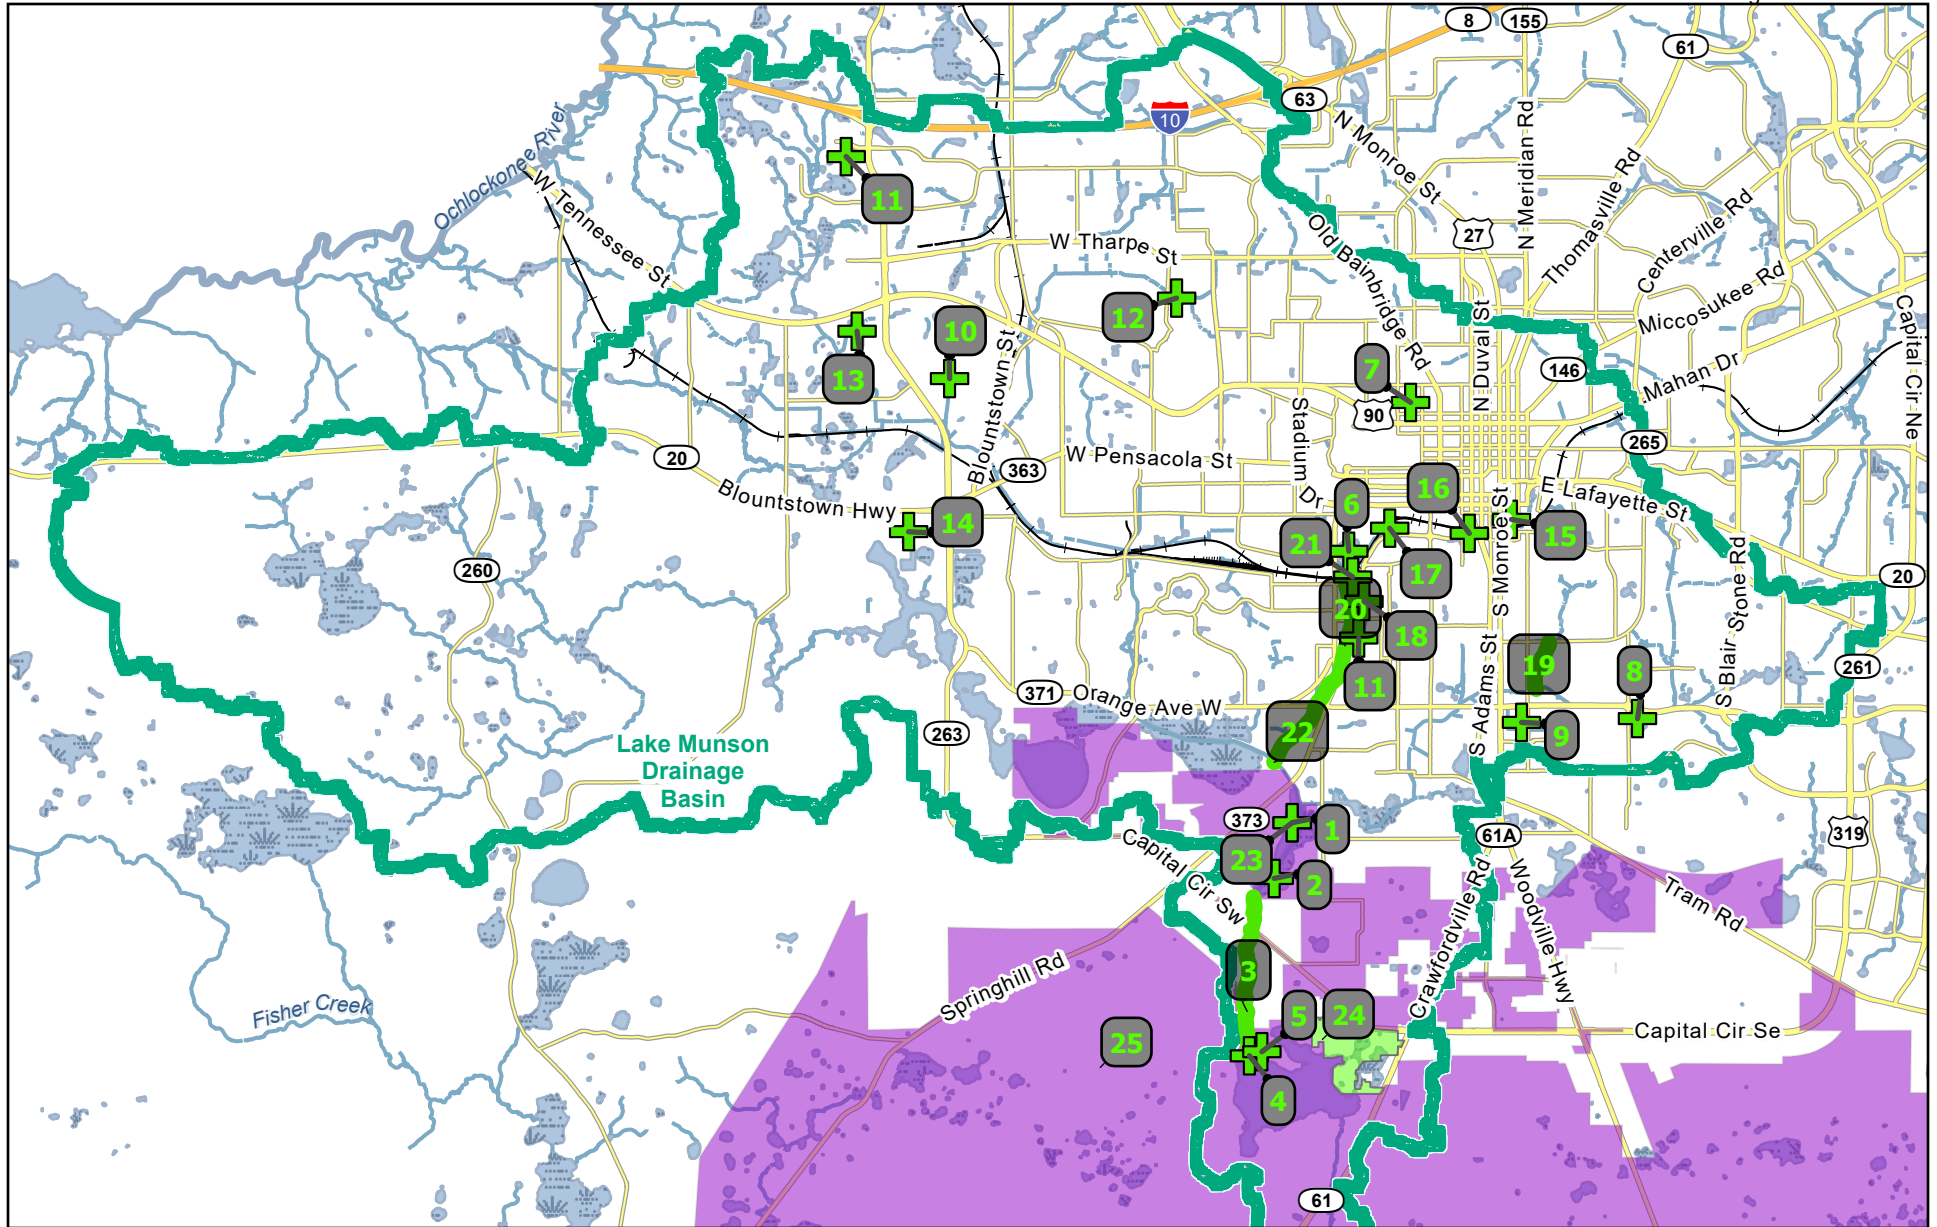 8
155
61
63
10
Ochlockonee River
N Monroe St
N Meridian Rd
Thomasville Rd
W Tennessee St
11
27
Centerville Rd
Old Bainbridge Rd
W Tharpe St
Miccosukee Rd
12
10
13
Blountstown St
N Duval St
Capital Cir Ne
7
146
Mahan Dr
90
Stadium Dr
265
20
363
W Pensacola St
Blountstown Hwy
16
E Lafayette St
6
14
21
15
17
260
20
S Monroe St
S Blair Stone Rd
20
18
19
8
261
11
371
Orange Ave W
S Adams St
22
9
263
Lake Munson
Drainage
Basin
373
1
61A
319
Capital Cir Sw
23
2
Crawfordville Rd
Woodville Hwy
Tram Rd
3
Springhill Rd
Fisher Creek
5
24
25
Capital Cir Se
4
61